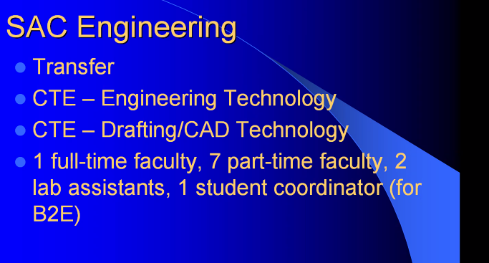 SAC Engineering
Transfer
CTE – Engineering Technology
CTE – Drafting/CAD Technology
1 full-time faculty, 7 part-time faculty, 2
lab assistants, 1 student coordinator (for
B2E)